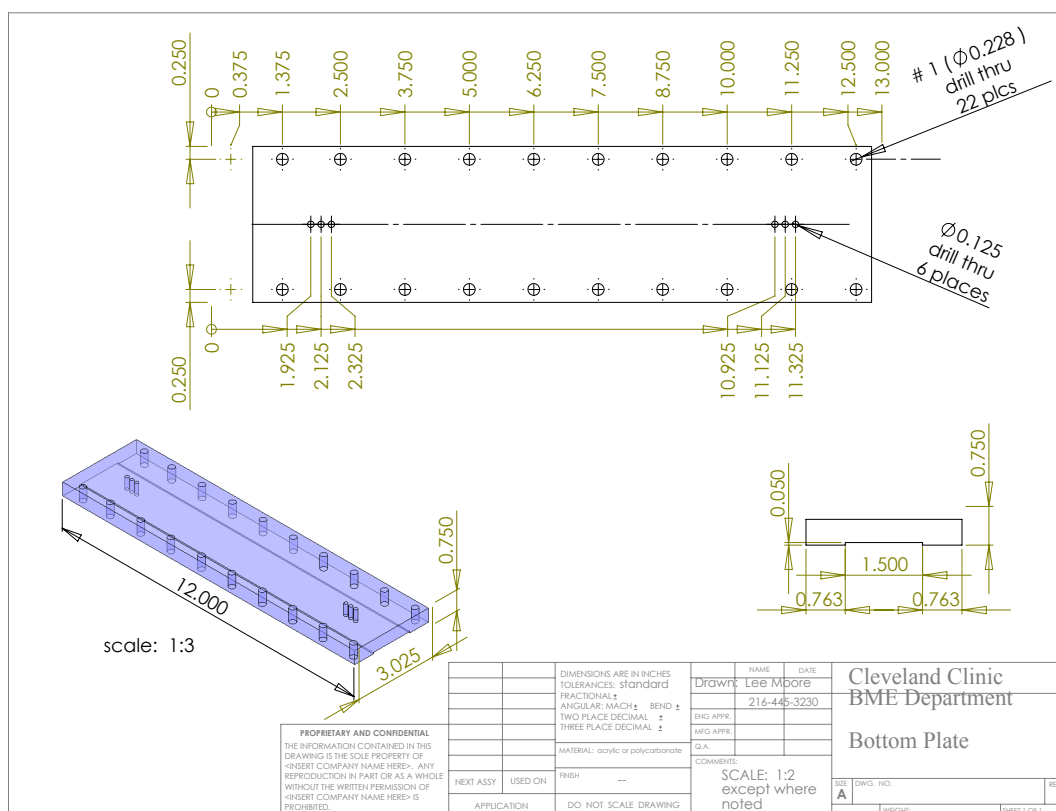 0.250
0
0.375
1.375
2.500
3.750
5.000
6.250
7.500
8.750
10.000
11.250
12.500
13.000
# 1 ( ∅0.228 )
drill thru
22 plcs
∅0.125
drill thru
6 places
0.250
0
1.925
2.125
2.325
10.925
11.125
11.325
12.000
0.750
3.025
scale: 1:3
0.050
0.750
1.500
0.763
0.763
PROPRIETARY AND CONFIDENTIAL
THE INFORMATION CONTAINED IN THIS
DRAWING IS THE SOLE PROPERTY OF
<INSERT COMPANY NAME HERE>. ANY
REPRODUCTION IN PART OR AS A WHOLE
WITHOUT THE WRITTEN PERMISSION OF
<INSERT COMPANY NAME HERE> IS
PROHIBITED.
NEXT ASSY
USED ON
APPLICATION
DIMENSIONS ARE IN INCHES
TOLERANCES: standard
FRACTIONAL ±
ANGULAR: MACH ± BEND ±
TWO PLACE DECIMAL ±
THREE PLACE DECIMAL ±
MATERIAL: acrylic or polycarbonate
FINISH --
DO NOT SCALE DRAWING
NAME
DATE
Drawn: Lee Moore
216-445-3230
ENG APPR.
MFG APPR.
Q.A.
COMMENTS:
SCALE: 1:2
except where
noted
Cleveland Clinic
BME Department
Bottom Plate
SIZE
A
DWG. NO.
WEIGHT:
SHEET 1 OF 1